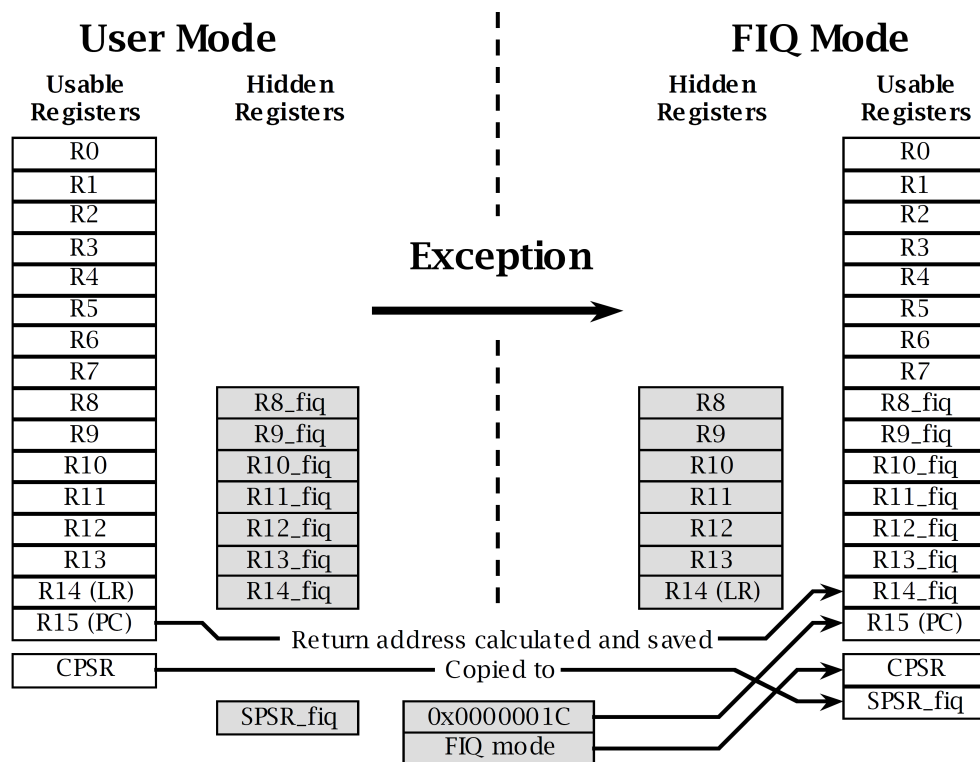 User Mode
FIQ Mode
Usable
Registers
Hidden
Registers
Hidden
Registers
Usable
Registers
R0
R1
R2
R3
R4
R5
R6
R7
R8
R9
R10
R11
R12
R13
R14 (LR)
R15 (PC)
CPSR
R8_fiq
R9_fiq
R10_fiq
R11_fiq
R12_fiq
R13_fiq
R14_fiq
SPSR_fiq
Exception
Return address calculated and saved
Copied to
0x0000001C
FIQ mode
R8
R9
R10
R11
R12
R13
R14 (LR)
R0
R1
R2
R3
R4
R5
R6
R7
R8_fiq
R9_fiq
R10_fiq
R11_fiq
R12_fiq
R13_fiq
R14_fiq
R15 (PC)
CPSR
SPSR_fiq